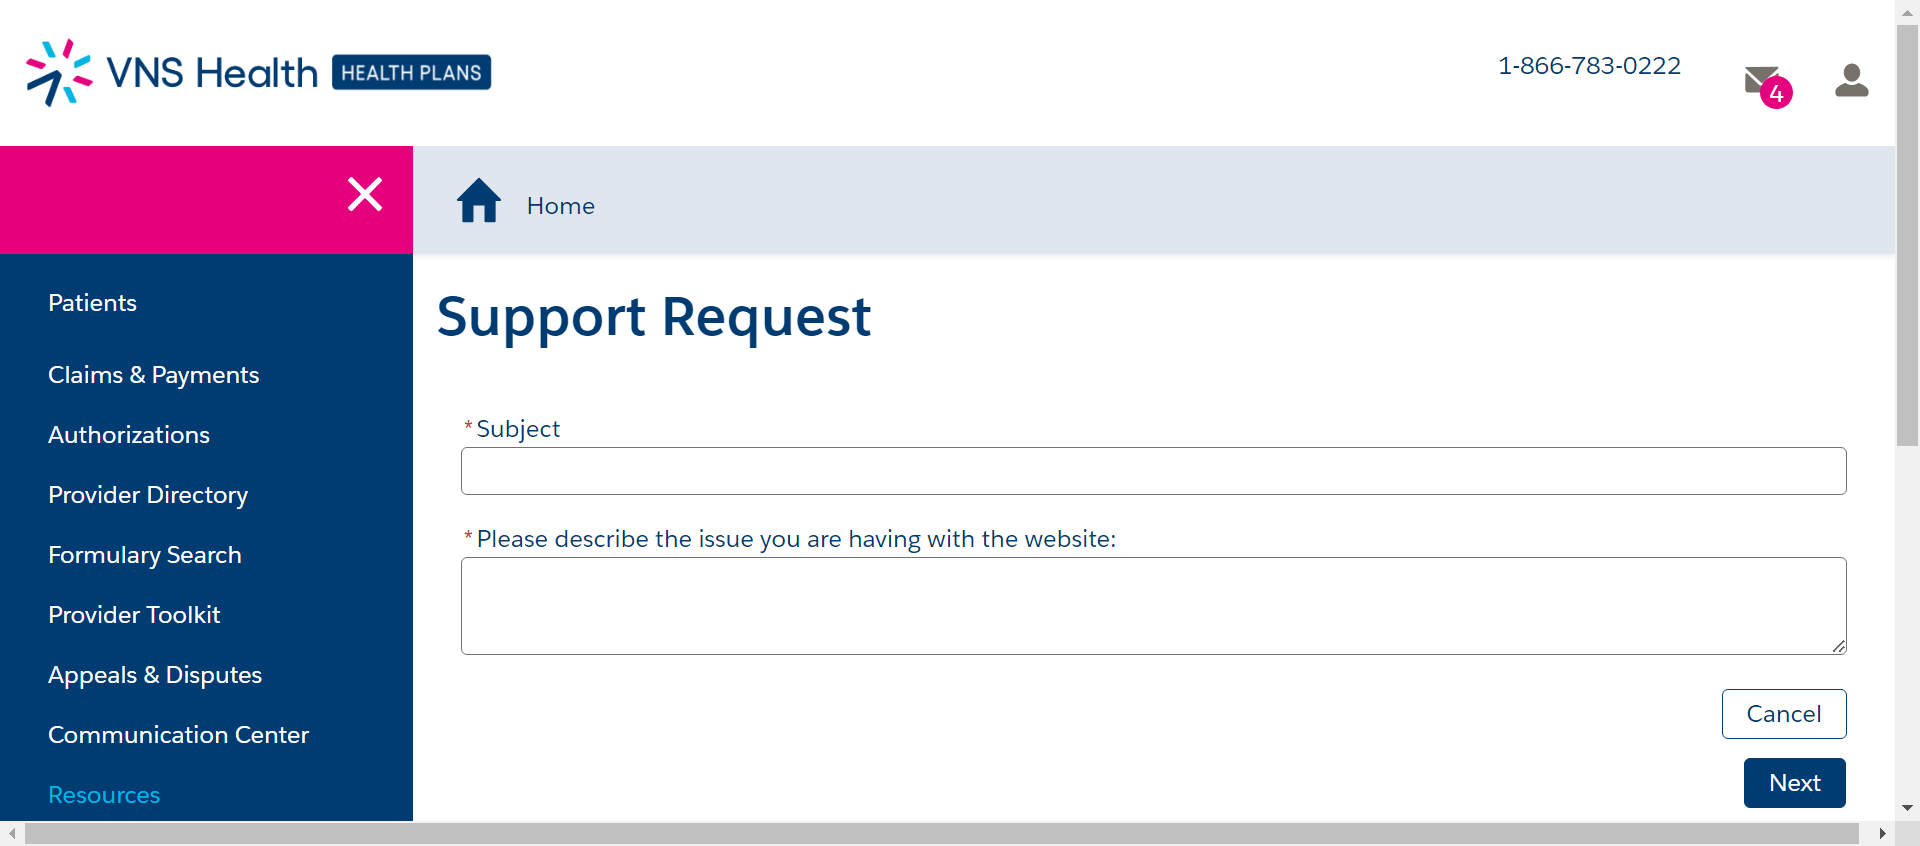 VNS Health HEALTH PLANS
1-866-783-0222
4
Home
Patients
Claims & Payments
Authorizations
Provider Directory
Formulary Search
Provider Toolkit
Appeals & Disputes
Communication Center
Resources
Support Request
*Subject
*Please describe the issue you are having with the website:
Cancel
Next